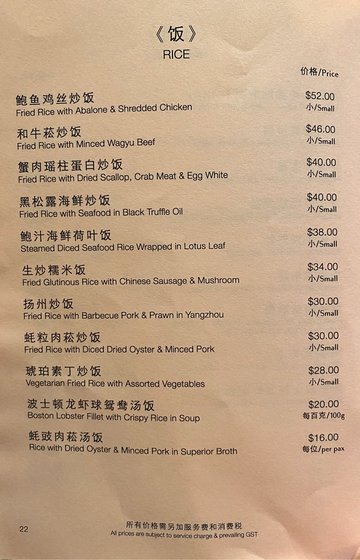 《饭》
RICE
价格/Price
鲍鱼鸡丝炒饭 $52.00
Fried Rice with Abalone & Shredded Chicken 小/Small
和牛菘炒饭 $46.00
Fried Rice with Minced Wagyu Beef 小/Small
蟹肉瑶柱蛋白炒饭 $40.00
Fried Rice with Dried Scallop, Crab Meat & Egg White 小/Small
黑松露海鲜炒饭 $40.00
Fried Rice with Seafood in Black Truffle Oil 小/Small
鲍汁海鲜荷叶饭 $38.00
Steamed Diced Seafood Rice Wrapped in Lotus Leaf 小/Small
生炒糯米饭 $34.00
Fried Glutinous Rice with Chinese Sausage & Mushroom 小/Small
扬州炒饭 $30.00
Fried Rice with Barbecue Pork & Prawn in Yangzhou 小/Small
蚝粒肉菘炒饭 $30.00
Fried Rice with Diced Dried Oyster & Minced Pork 小/Small
琥珀素丁炒饭 $28.00
Vegetarian Fried Rice with Assorted Vegetables 小/Small
波士顿龙虾球鸳鸯汤饭 $20.00
Boston Lobster Fillet with Crispy Rice in Soup 每百克/100g
蚝豉肉菘汤饭 $16.00
Rice with Dried Oyster & Minced Pork in Superior Broth 每位/per pax
所有价格需另加服务费和消费税
All prices are subject to service charge & prevailing GST
22